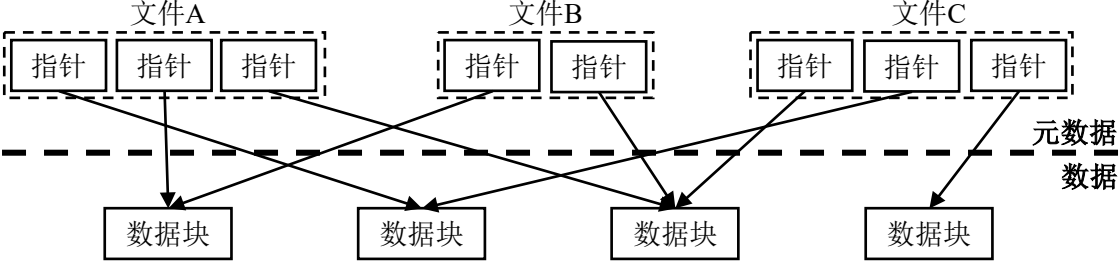 文件A 文件B 文件C
指针 指针 指针 指针 指针 指针 指针 指针
元数据
数据
数据块 数据块 数据块 数据块